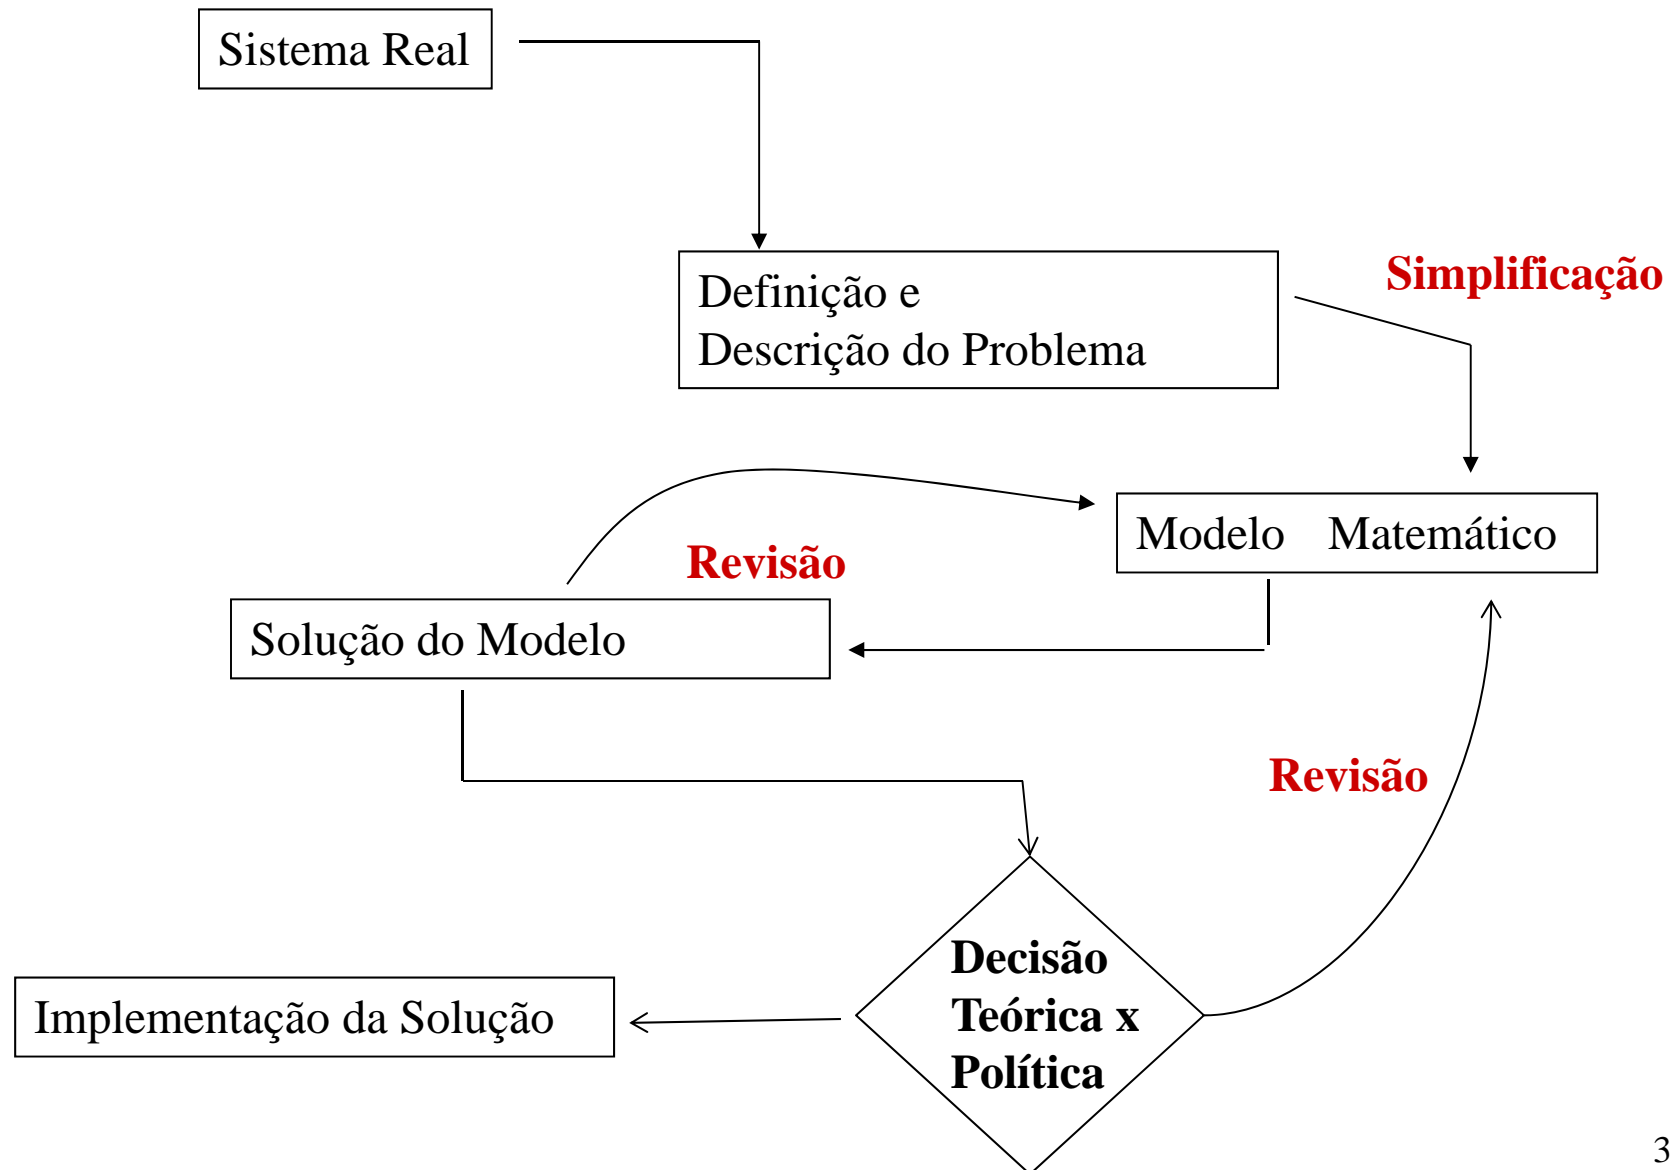 Sistema Real
Definição e
Descrição do Problema
Simplificação
Modelo Matemático
Revisão
Solução do Modelo
Revisão
Decisão
Teórica x
Política
Implementação da Solução
3